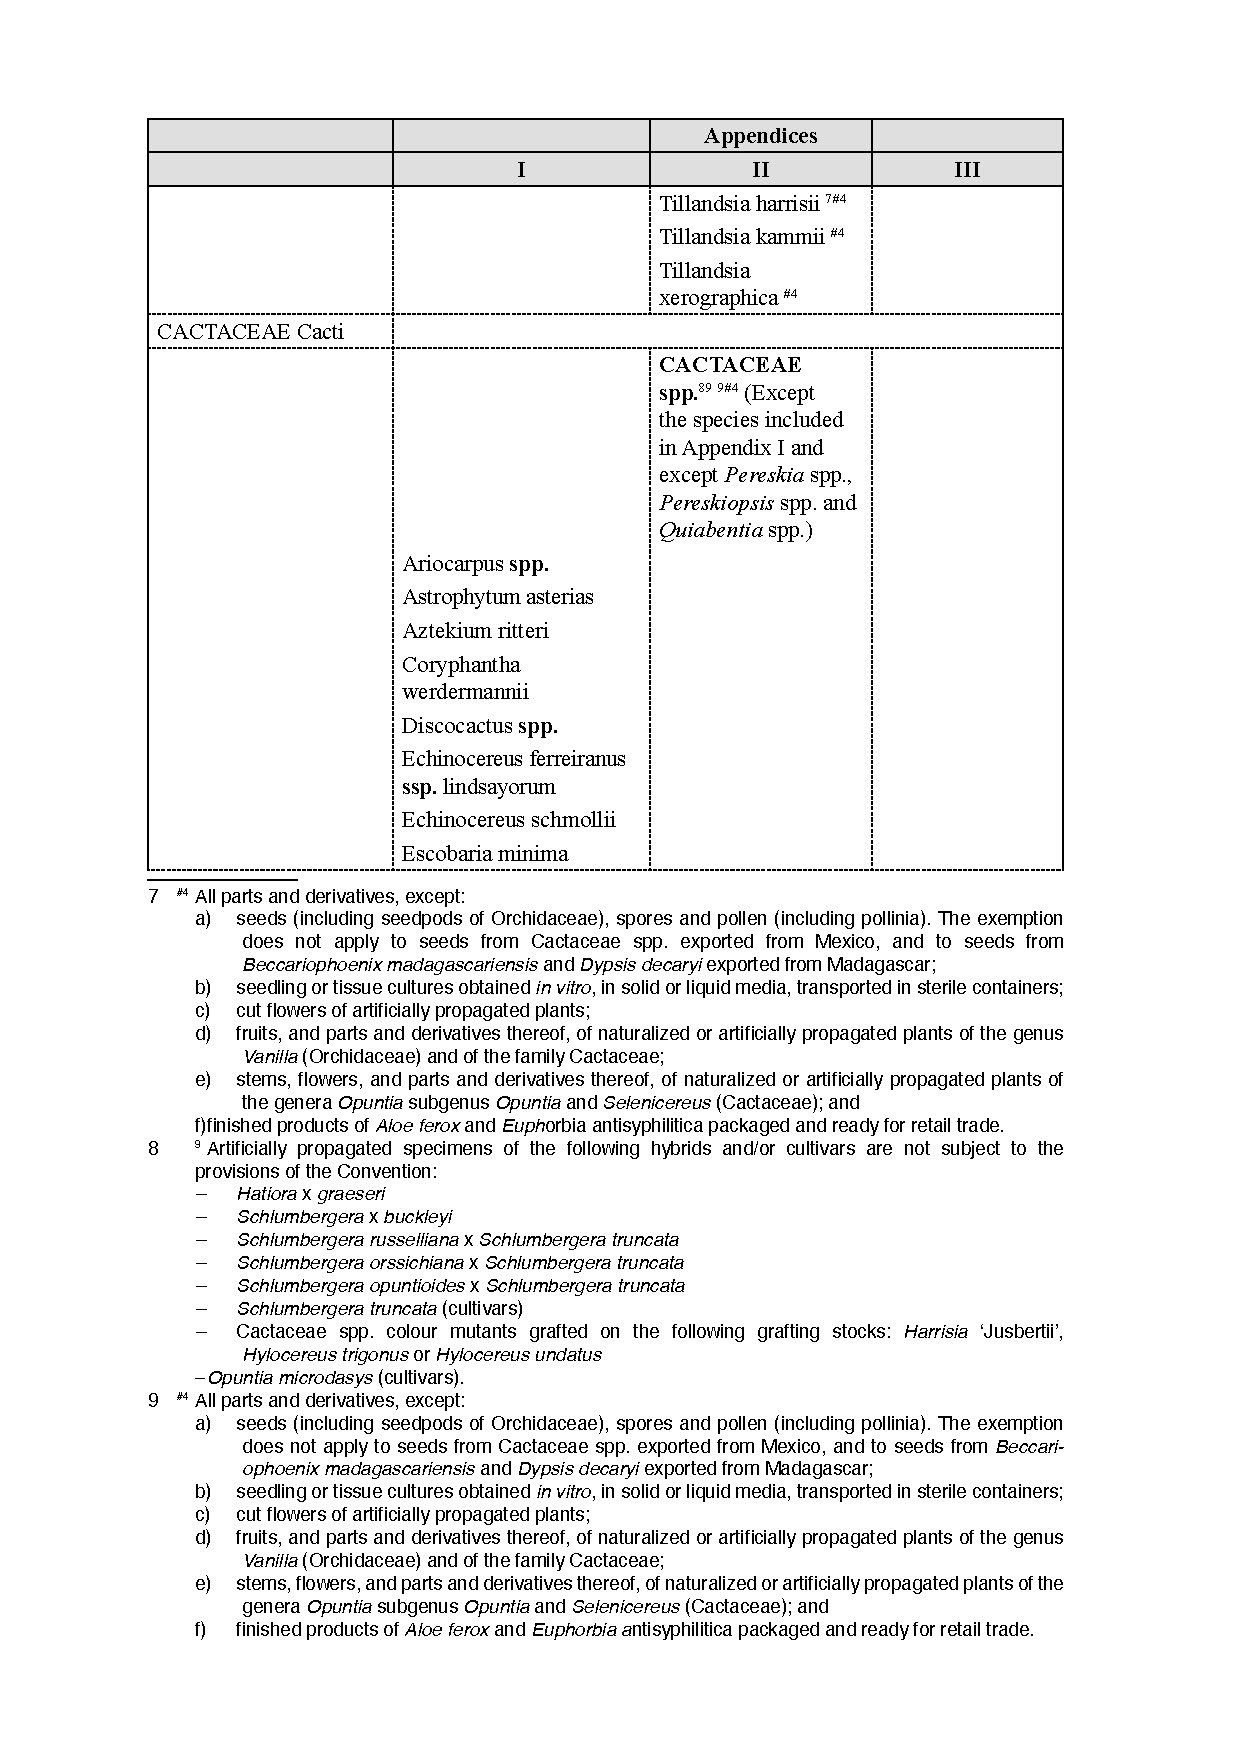 Appendices
I II III
Tillandsia harrisii 7#4
Tillandsia kammii #4
Tillandsia
xerographica #4
CACTACEAE Cacti
CACTACEAE
spp.89 9#4 (Except
the species included
in Appendix I and
except Pereskia spp.,
Pereskiopsis spp. and
Quiabentia spp.)
Ariocarpus spp.
Astrophytum asterias
Aztekium ritteri
Coryphantha
werdermannii
Discocactus spp.
Echinocereus ferreiranus
ssp. lindsayorum
Echinocereus schmollii
Escobaria minima
7 #4 All parts and derivatives, except:
a) seeds (including seedpods of Orchidaceae), spores and pollen (including pollinia). The exemption
does not apply to seeds from Cactaceae spp. exported from Mexico, and to seeds from
Beccariophoenix madagascariensis and Dypsis decaryi exported from Madagascar;
b) seedling or tissue cultures obtained in vitro, in solid or liquid media, transported in sterile containers;
c) cut flowers of artificially propagated plants;
d) fruits, and parts and derivatives thereof, of naturalized or artificially propagated plants of the genus
Vanilla (Orchidaceae) and of the family Cactaceae;
e) stems, flowers, and parts and derivatives thereof, of naturalized or artificially propagated plants of
the genera Opuntia subgenus Opuntia and Selenicereus (Cactaceae); and
f)finished products of Aloe ferox and Euphorbia antisyphilitica packaged and ready for retail trade.
8 9 Artificially propagated specimens of the following hybrids and/or cultivars are not subject to the
provisions of the Convention:
– Hatiora x graeseri
– Schlumbergera x buckleyi
– Schlumbergera russelliana x Schlumbergera truncata
– Schlumbergera orssichiana x Schlumbergera truncata
– Schlumbergera opuntioides x Schlumbergera truncata
– Schlumbergera truncata (cultivars)
– Cactaceae spp. colour mutants grafted on the following grafting stocks: Harrisia ‘Jusbertii’,
Hylocereus trigonus or Hylocereus undatus
–Opuntia microdasys (cultivars).
9 #4 All parts and derivatives, except:
a) seeds (including seedpods of Orchidaceae), spores and pollen (including pollinia). The exemption
does not apply to seeds from Cactaceae spp. exported from Mexico, and to seeds from Beccari-
ophoenix madagascariensis and Dypsis decaryi exported from Madagascar;
b) seedling or tissue cultures obtained in vitro, in solid or liquid media, transported in sterile containers;
c) cut flowers of artificially propagated plants;
d) fruits, and parts and derivatives thereof, of naturalized or artificially propagated plants of the genus
Vanilla (Orchidaceae) and of the family Cactaceae;
e) stems, flowers, and parts and derivatives thereof, of naturalized or artificially propagated plants of the
genera Opuntia subgenus Opuntia and Selenicereus (Cactaceae); and
f) finished products of Aloe ferox and Euphorbia antisyphilitica packaged and ready for retail trade.